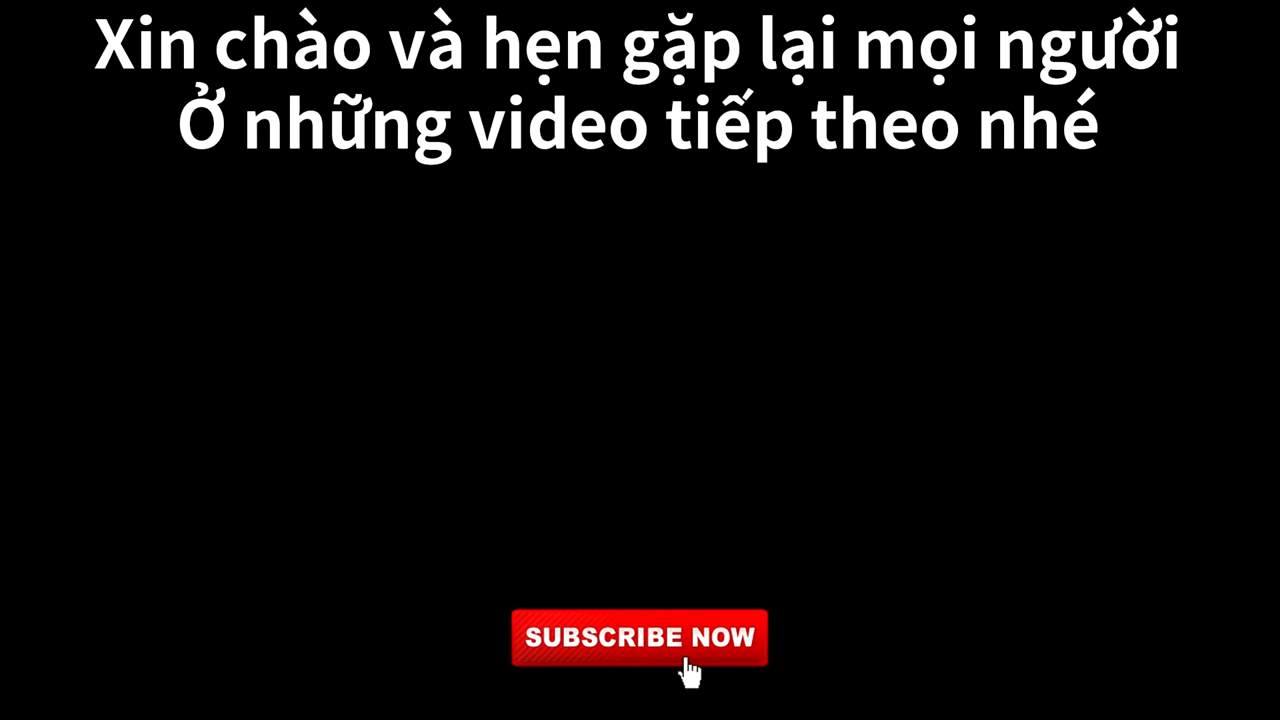 Xin chào và hẹn gặp lại mọi người
Ở những video tiếp theo nhé
SUBSCRIBE NOW